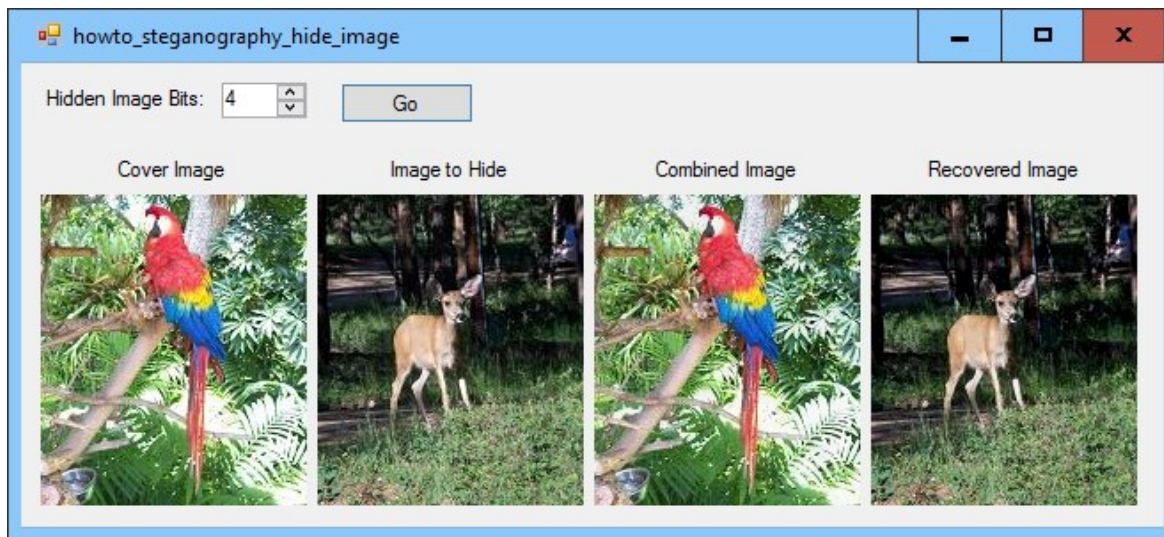 howto_steganography_hide_image
Hidden Image Bits: 4 Go
Cover Image Image to Hide Combined Image Recovered Image